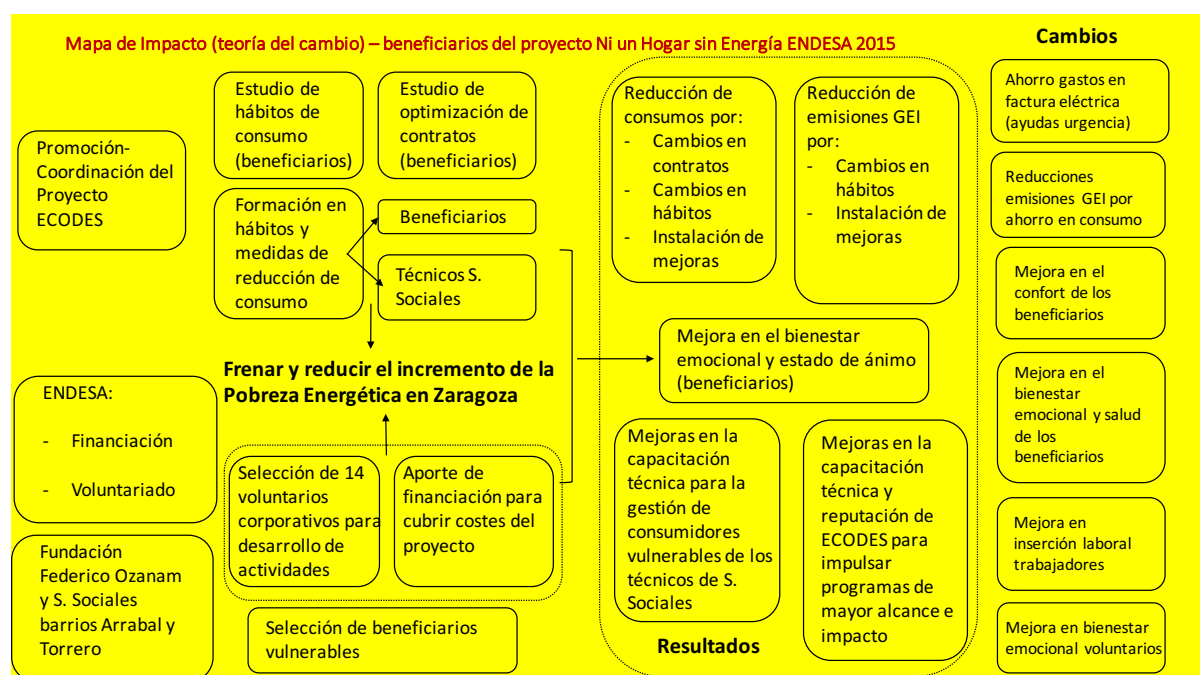 Mapa de Impacto (teoría del cambio) – beneficiarios del proyecto Ni un Hogar sin Energía ENDESA 2015
Promoción-
Coordinación del
Proyecto
ECODES
ENDESA:
- Financiación
- Voluntariado
Fundación
Federico Ozanam
y S. Sociales
barrios Arrabal y
Torrero
Estudio de
hábitos de
consumo
(beneficiarios)
Estudio de
optimización de
contratos
(beneficiarios)
Formación en
hábitos y
medidas de
reducción de
consumo
Beneficiarios
Técnicos S.
Sociales
Frenar y reducir el incremento de la
Pobreza Energética en Zaragoza
Selección de 14
voluntarios
corporativos para
desarrollo de
actividades
Aporte de
financiación para
cubrir costes del
proyecto
Selección de beneficiarios
vulnerables
Reducción de
consumos por:
- Cambios en
contratos
- Cambios en
hábitos
- Instalación de
mejoras
Reducción de
emisiones GEI
por:
- Cambios en
hábitos
- Instalación de
mejoras
Mejora en el bienestar
emocional y estado de ánimo
(beneficiarios)
Mejoras en la
capacitación
técnica para la
gestión de
consumidores
vulnerables de los
técnicos de S.
Sociales
Mejoras en la
capacitación
técnica y
reputación de
ECODES para
impulsar
programas de
mayor alcance e
impacto
Resultados
Cambios
Ahorro gastos en
factura eléctrica
(ayudas urgencia)
Reducciones
emisiones GEI por
ahorro en consumo
Mejora en el
confort de los
beneficiarios
Mejora en el
bienestar
emocional y salud
de los
beneficiarios
Mejora en
inserción laboral
trabajadores
Mejora en bienestar
emocional voluntarios